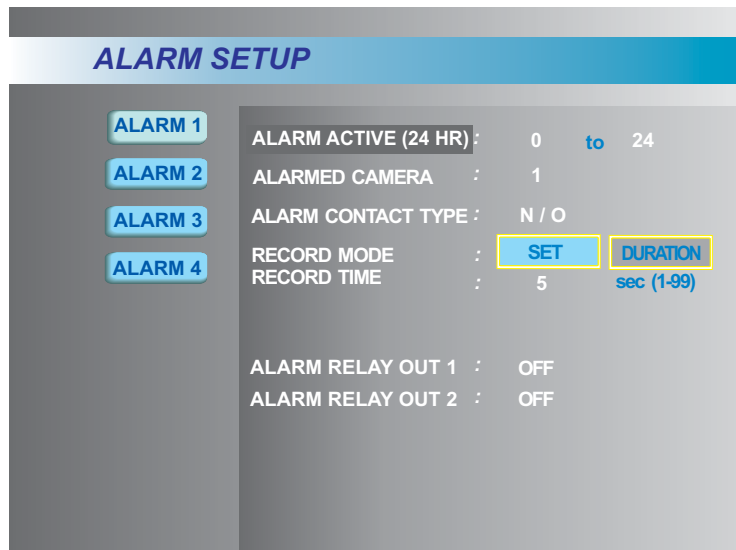 ALARM SETUP
ALARM 1
ALARM 2
ALARM 3
ALARM 4
ALARM ACTIVE (24 HR) : 0 to 24
ALARMED CAMERA : 1
ALARM CONTACT TYPE : N / O
RECORD MODE : SET DURATION
RECORD TIME : 5 sec (1-99)
ALARM RELAY OUT 1 : OFF
ALARM RELAY OUT 2 : OFF